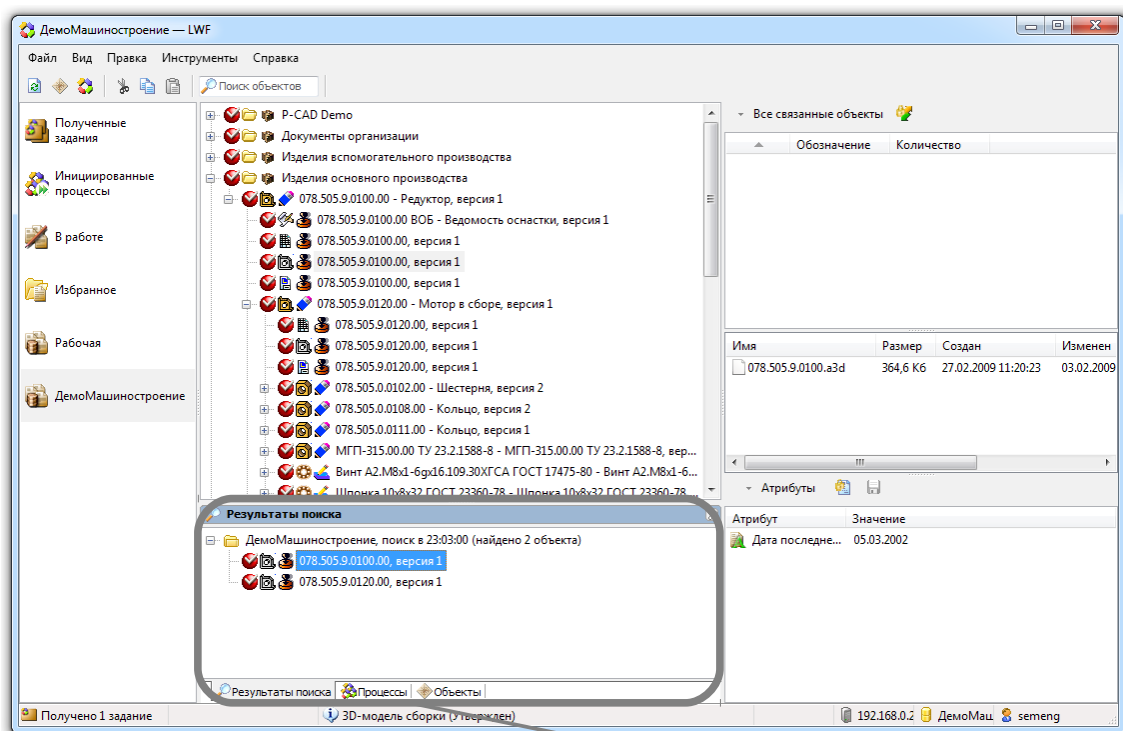 ДемоМашиностроение — LWF
Файл Вид Правка Инструменты Справка
Поиск объектов
Полученные
задания
Инициированные
процессы
В работе
Избранное
Рабочая
ДемоМашиностроение
P-CAD Demo
Документы организации
Изделия вспомогательного производства
Изделия основного производства
078.505.9.0100.00 - Редуктор, версия 1
078.505.9.0100.00 ВОБ - Ведомость оснастки, версия 1
078.505.9.0100.00, версия 1
078.505.9.0100.00, версия 1
078.505.9.0100.00, версия 1
078.505.9.0120.00 - Мотор в сборе, версия 1
078.505.9.0120.00, версия 1
078.505.9.0120.00, версия 1
078.505.9.0120.00, версия 1
078.505.0.0102.00 - Шестерня, версия 2
078.505.0.0108.00 - Кольцо, версия 2
078.505.0.0111.00 - Кольцо, версия 1
МГП-315.00.00 ТУ 23.2.1588-8 - МГП-315.00.00 ТУ 23.2.1588-8, вер...
Винт А2.М8х1-6gх16.109.30ХГСА ГОСТ 17475-80 - Винт А2.М8х1-6...
Шпонка 10х8х32 ГОСТ 23360-78 - Шпонка 10х8х32 ГОСТ 23360-78, ...
Результаты поиска
ДемоМашиностроение, поиск в 23:03:00 (найдено 2 объекта)
078.505.9.0100.00, версия 1
078.505.9.0120.00, версия 1
Результаты поиска Процессы Объекты
Все связанные объекты
Обозначение Количество
Имя Размер Создан Изменен
078.505.9.0100.a3d 364,6 Кб 27.02.2009 11:20:23 03.02.2009
Атрибуты
Атрибут Значение
Дата последне... 05.03.2002
Получено 1 задание 3D-модель сборки (Утвержден) 192.168.0.2 ДемоМаш semeng